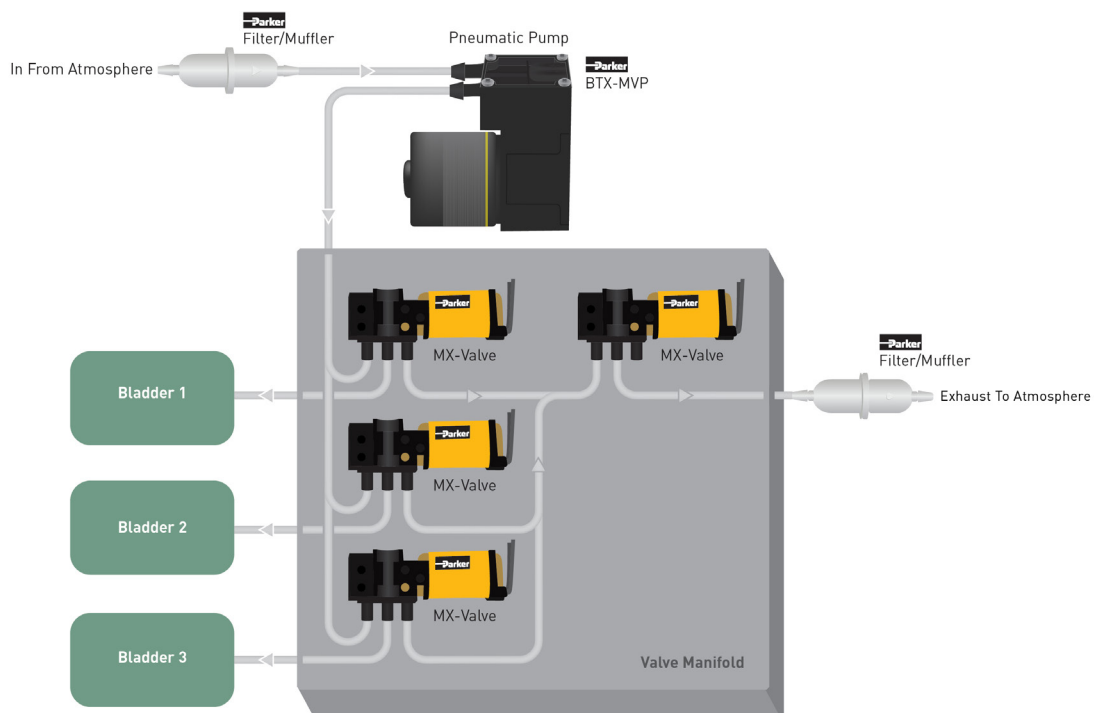 Parker
Filter/Muffler
In From Atmosphere
Pneumatic Pump
Parker
BTX-MVP
Parker
MX-Valve
Parker
MX-Valve
Parker
Filter/Muffler
Exhaust To Atmosphere
Bladder 1
Parker
MX-Valve
Bladder 2
Parker
MX-Valve
Bladder 3
Valve Manifold